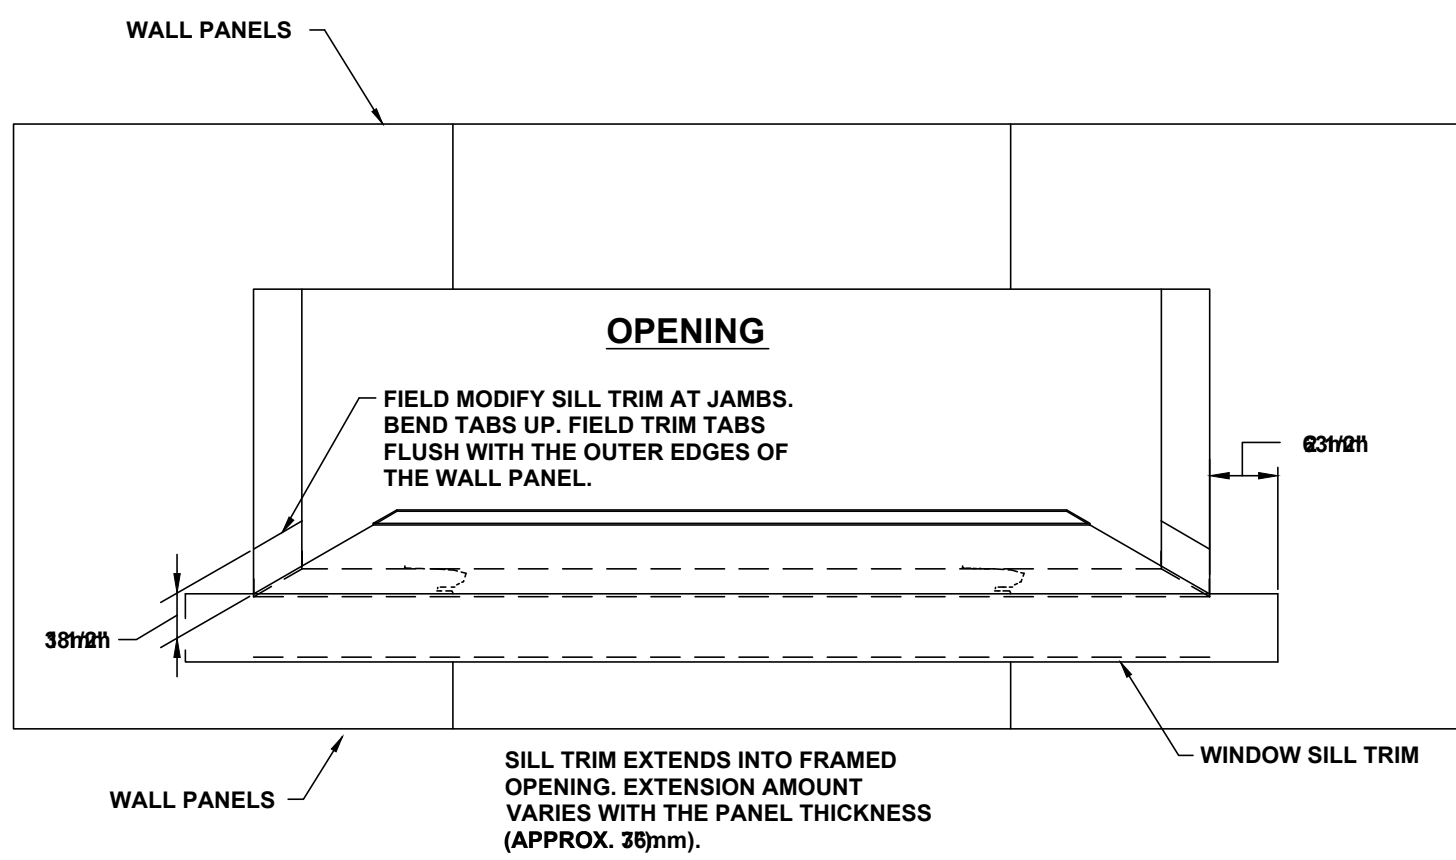 WALL PANELS
OPENING
FIELD MODIFY SILL TRIM AT JAMBS.
BEND TABS UP. FIELD TRIM TABS
FLUSH WITH THE OUTER EDGES OF
THE WALL PANEL.
WINDOW SILL TRIM
SILL TRIM EXTENDS INTO FRAMED
OPENING. EXTENSION AMOUNT
VARIES WITH THE PANEL THICKNESS
(APPROX.
WALL PANELS